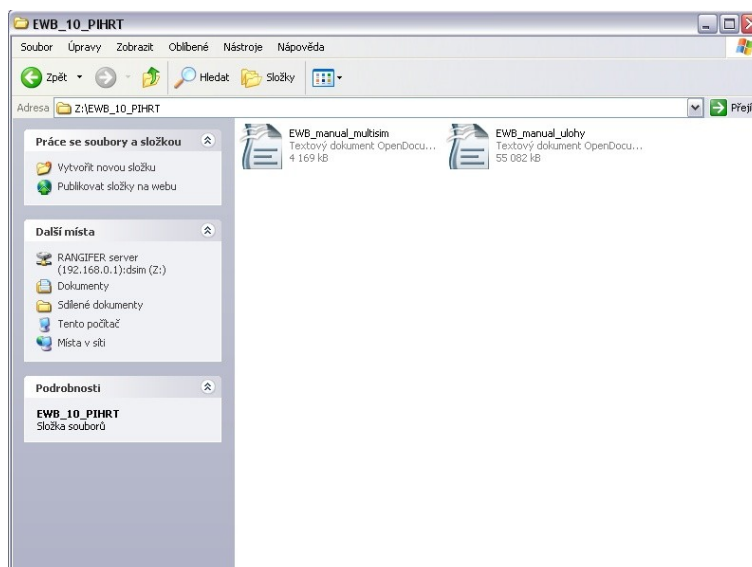 EWB_10_PIHRT
Soubor Úpravy Zobrazit Oblíbené Nástroje Nápověda
Zpět Hledat Složky
Adresa Z:\EWB_10_PIHRT Přejí
Práce se soubory a složkou
Vytvořit novou složku
Publikovat složky na webu
Další místa
RANGIFER server
(192.168.0.1):dsim (Z:)
Dokumenty
Sdílené dokumenty
Tento počítač
Místa v síti
Podrobnosti
EWB_10_PIHRT
Složka souborů
EWB_manual_multisim
Textový dokument OpenDocu...
4 169 kB
EWB_manual_ulohy
Textový dokument OpenDocu...
55 082 kB